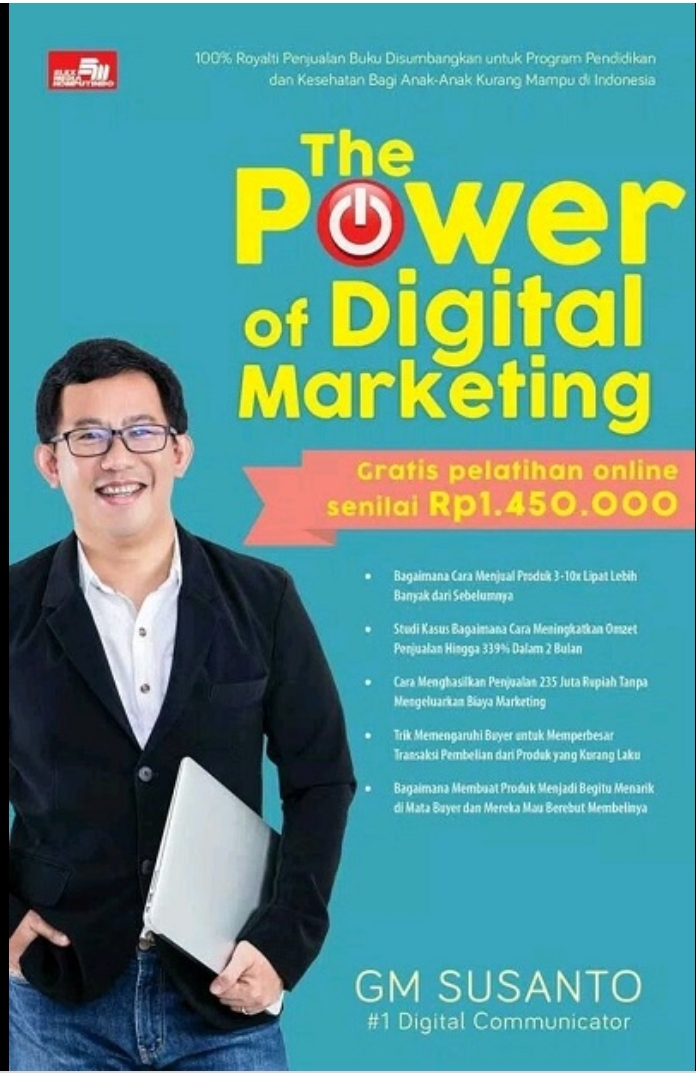 ELEX MEDIA KOMPUTINDO
100% Royalti Penjualan Buku Disumbangkan untuk Program Pendidikan
dan Kesehatan Bagi Anak-Anak Kurang Mampu di Indonesia
The
Power
of Digital
Marketing
Gratis pelatihan online
senilai Rp1.450.000
• Bagaimana Cara Menjual Produk 3-10x Lipat Lebih
Banyak dari Sebelumnya
• Studi Kasus Bagaimana Cara Meningkatkan Omzet
Penjualan Hingga 339% Dalam 2 Bulan
• Cara Menghasilkan Penjualan 235 Juta Rupiah Tanpa
Mengeluarkan Biaya Marketing
• Trik Memengaruhi Buyer untuk Memperbesar
Transaksi Pembelian dari Produk yang Kurang Laku
• Bagaimana Membuat Produk Menjadi Begitu Menarik
di Mata Buyer dan Mereka Mau Berebut Membelinya
GM SUSANTO
#1 Digital Communicator